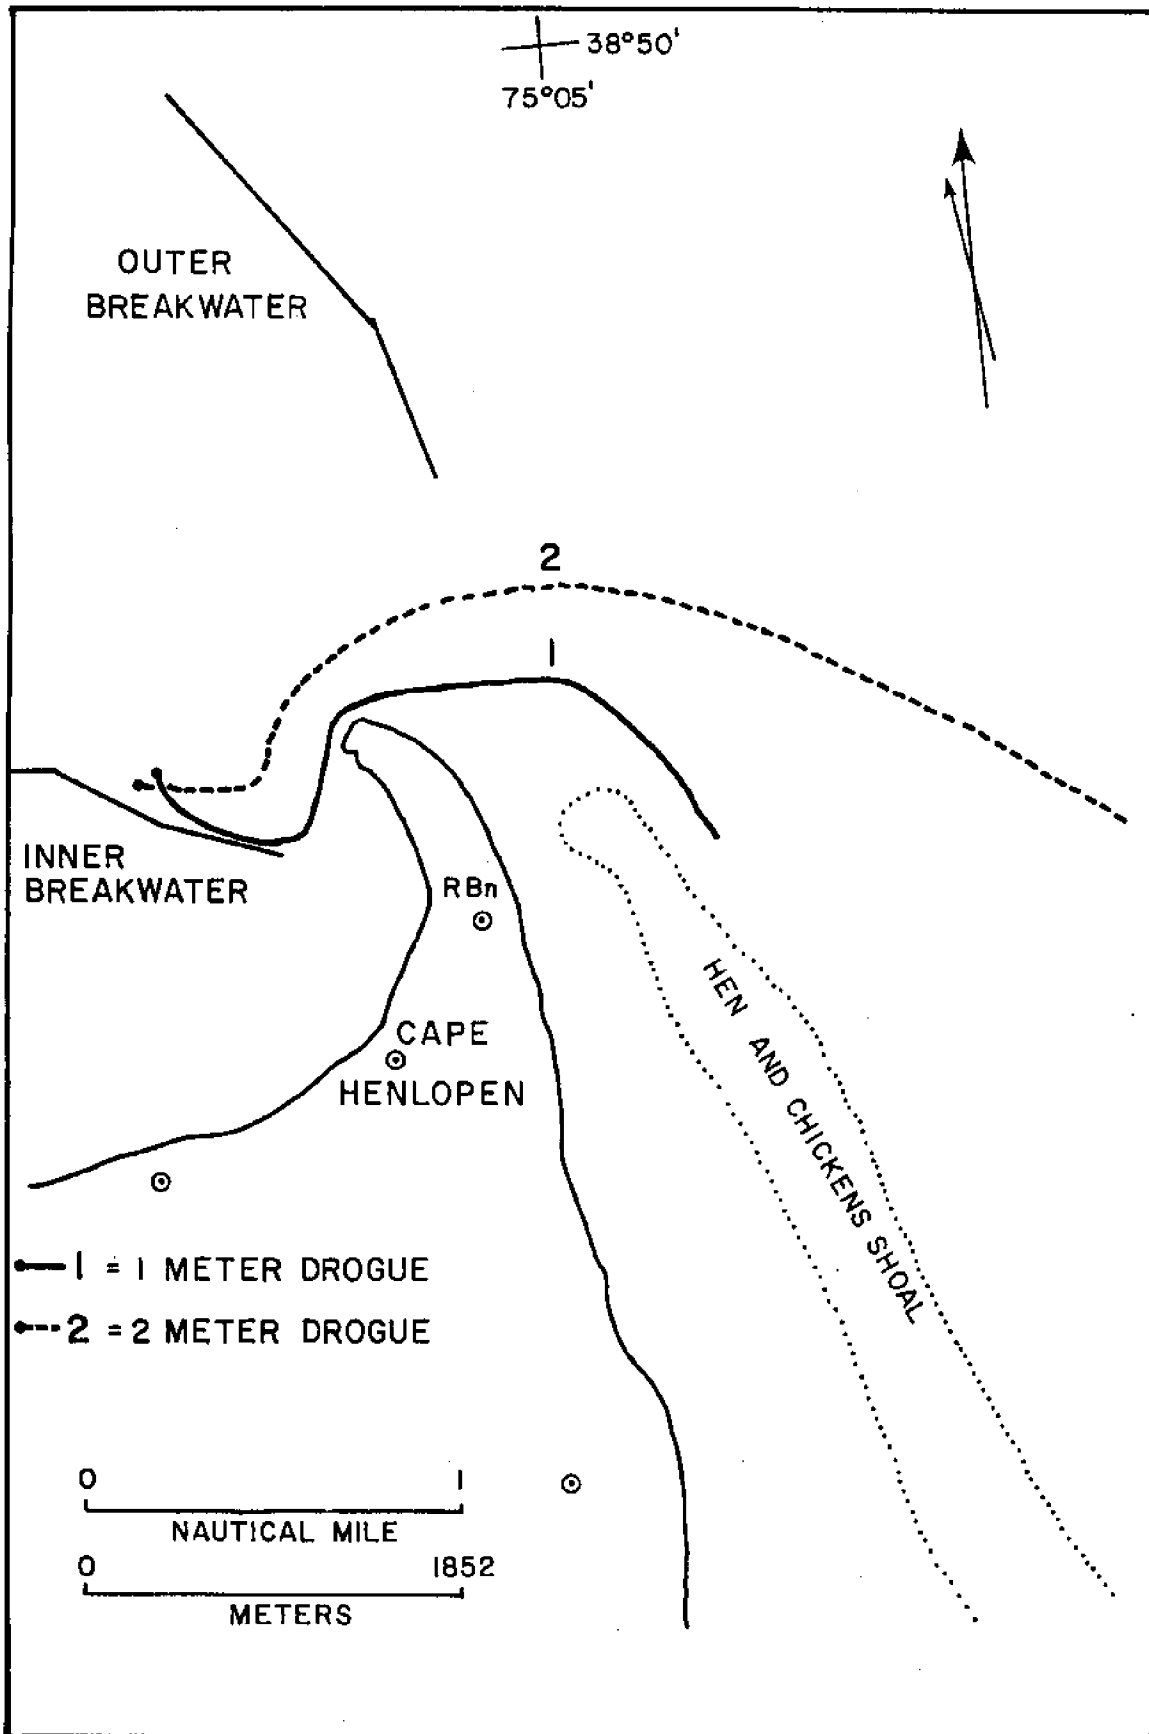 38°50'
75°05'
OUTER
BREAKWATER
2
1
INNER
BREAKWATER
RBn
CAPE
HENLOPEN
HEN AND CHICKENS SHOAL
1 = 1 METER DROGUE
2 = 2 METER DROGUE
0 1
NAUTICAL MILE
0 1852
METERS